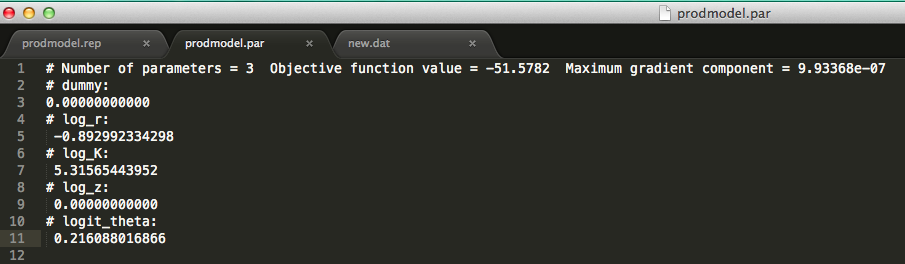 prodmodel.par
prodmodel.rep × prodmodel.par × new.dat ×
1 # Number of parameters = 3  Objective function value = -51.5782  Maximum gradient component = 9.93368e-07
2 # dummy:
3 0.00000000000
4 # log_r:
5 -0.892992334298
6 # log_K:
7 5.31565443952
8 # log_z:
9 0.00000000000
10 # logit_theta:
11 0.216088016866
12